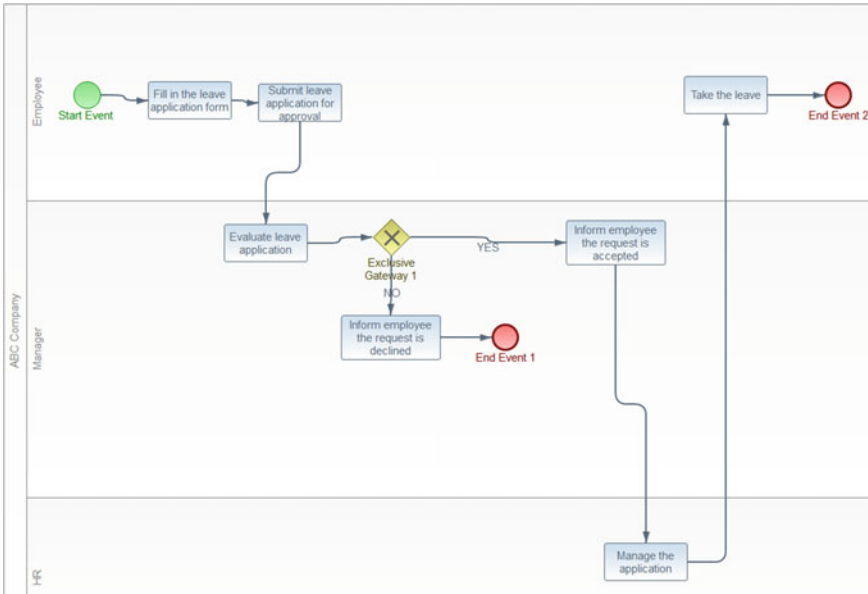 ABC Company
Employee
Start Event
Fill in the leave
application form
Submit leave
application for
approval
Take the leave
End Event 2
Manager
Evaluate leave
application
Exclusive
Gateway 1
YES
NO
Inform employee
the request is
accepted
Inform employee
the request is
declined
End Event 1
HR
Manage the
application